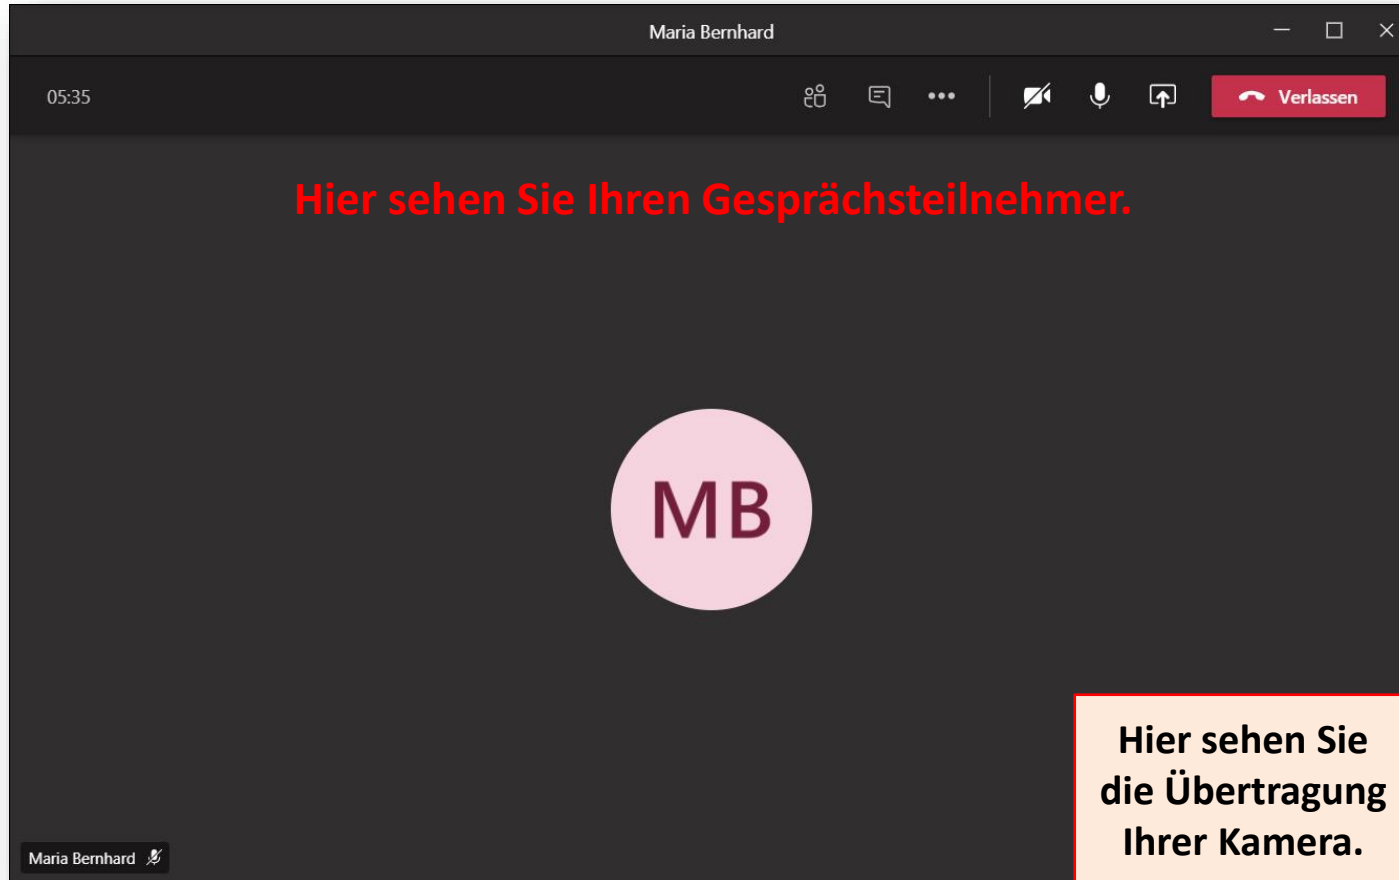 Maria Bernhard
05:35
Verlassen
Hier sehen Sie Ihren Gesprächsteilnehmer.
MB
Hier sehen Sie
die Übertragung
Ihrer Kamera.
Maria Bernhard